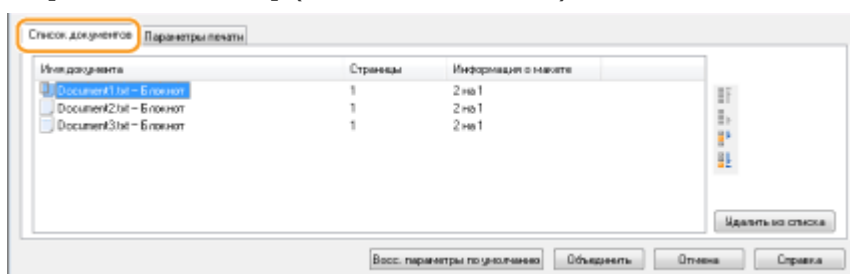 Список документов Параметры печати
Имя документа Страницы Информация о макете
Document1.txt – Блокнот 1 2 на 1
Document2.txt – Блокнот 1 2 на 1
Document3.txt – Блокнот 1 2 на 1
Удалить из списка
Восс. параметры по умолчанию Объединить Отмена Справка